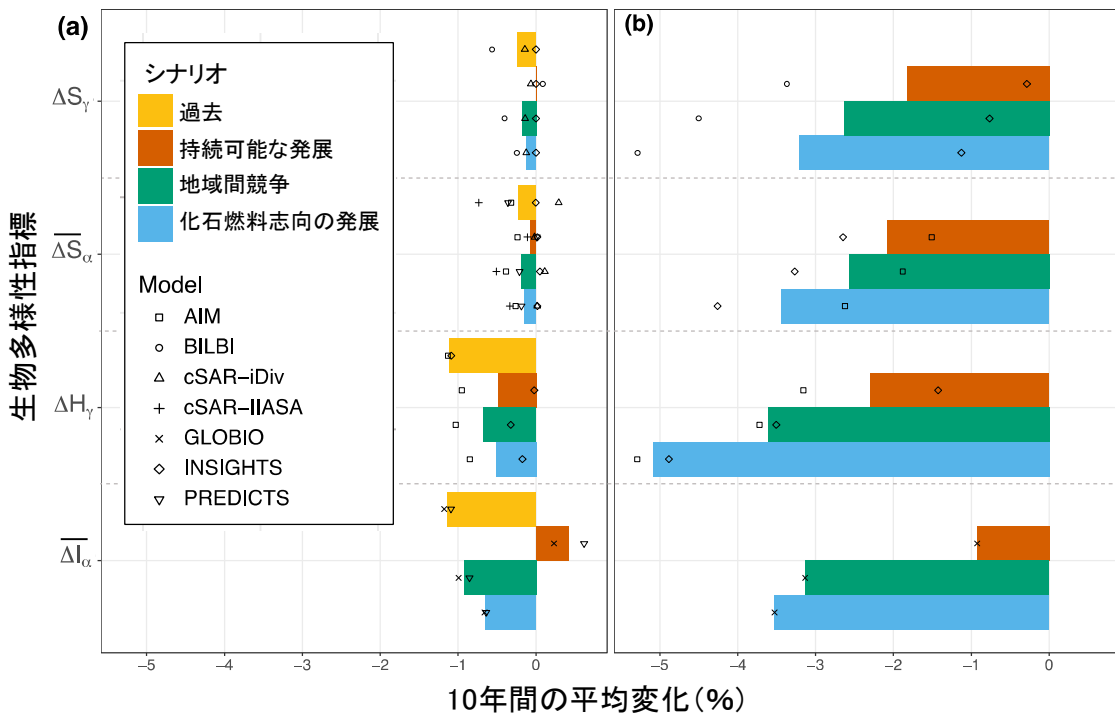 (a)
(b)
シナリオ
過去
持続可能な発展
地域間競争
化石燃料志向の発展
Model
AIM
BILBI
cSAR−iDiv
cSAR−IIASA
GLOBIO
INSIGHTS
PREDICTS
生物多様性指標
ΔSγ
ΔSα
ΔHγ
ΔIα
−5 −4 −3 −2 −1 0
−5 −4 −3 −2 −1 0
10年間の平均変化(%)